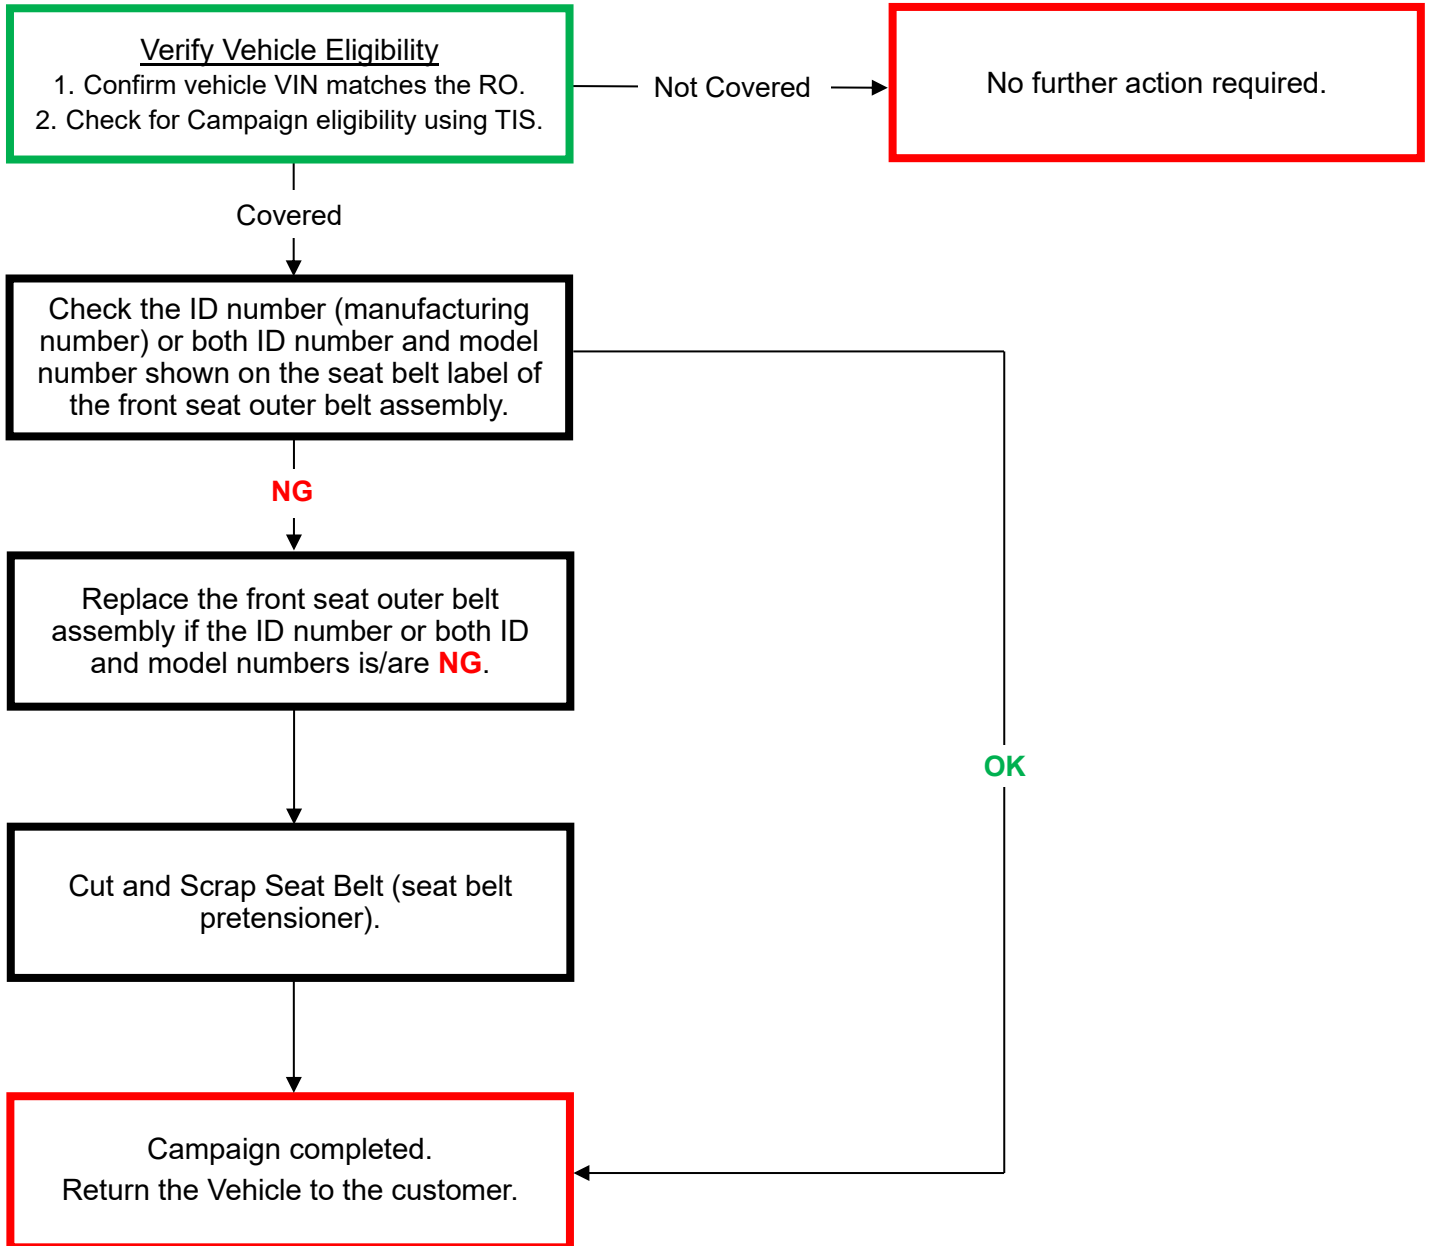 Verify Vehicle Eligibility
1. Confirm vehicle VIN matches the RO.
2. Check for Campaign eligibility using TIS.
Not Covered
No further action required.
Covered
Check the ID number (manufacturing
number) or both ID number and model
number shown on the seat belt label of
the front seat outer belt assembly.
NG
Replace the front seat outer belt
assembly if the ID number or both ID
and model numbers is/are NG.
OK
Cut and Scrap Seat Belt (seat belt
pretensioner).
Campaign completed.
Return the Vehicle to the customer.